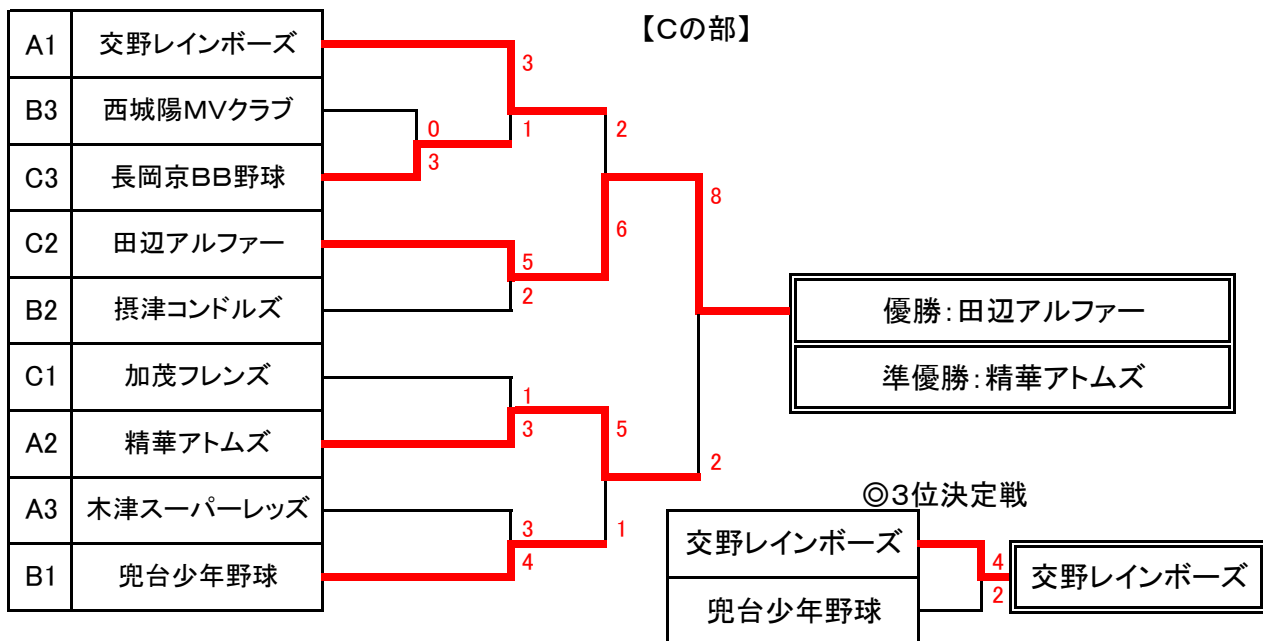 【Cの部】
A1 交野レインボーズ
3
B3 西城陽MVクラブ
0
1
2
3
C3 長岡京BB野球
8
C2 田辺アルファー
6
5
B2 摂津コンドルズ
2
優勝:田辺アルファー
準優勝:精華アトムズ
C1 加茂フレンズ
1
A2 精華アトムズ
3
5
2
A3 木津スーパーレッズ
3
1
B1 兜台少年野球
4
◎3位決定戦
交野レインボーズ
4
交野レインボーズ
2
兜台少年野球